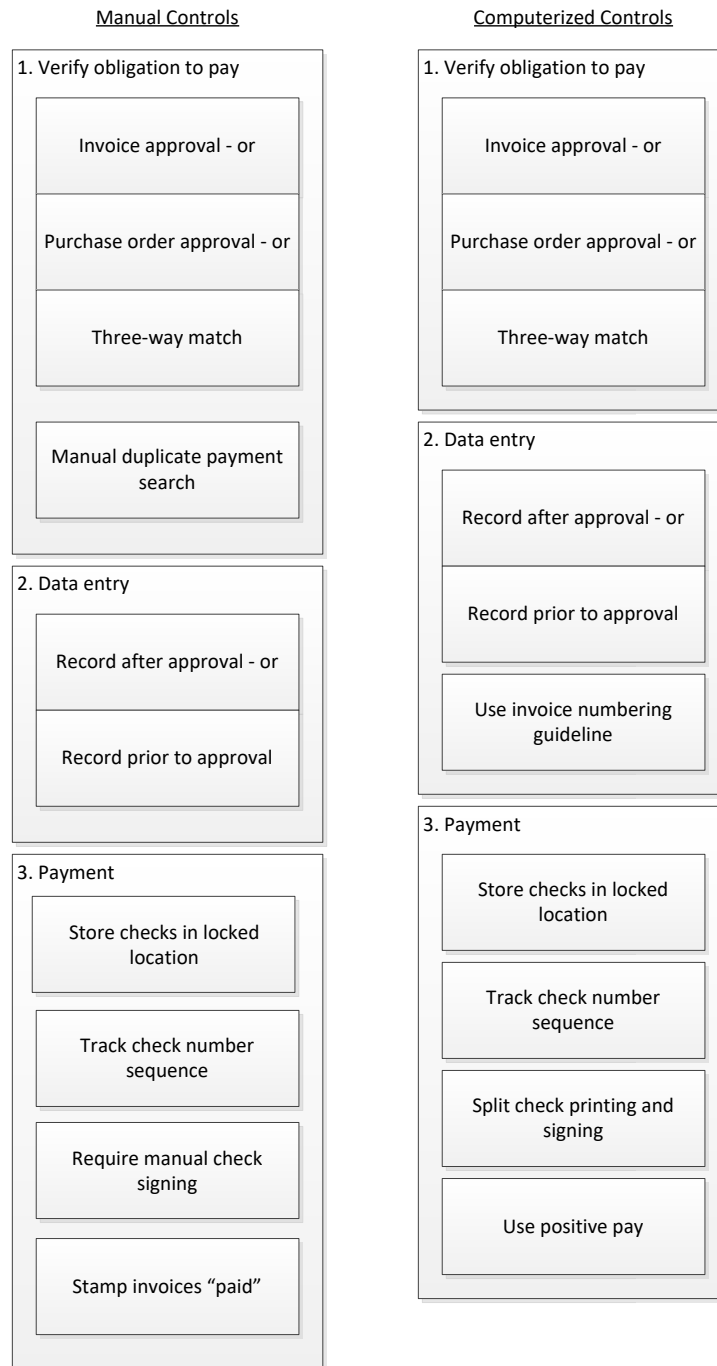 Manual Controls
1. Verify obligation to pay
Invoice approval - or
Purchase order approval - or
Three-way match
Manual duplicate payment
search
2. Data entry
Record after approval - or
Record prior to approval
3. Payment
Store checks in locked
location
Track check number
sequence
Require manual check
signing
Stamp invoices “paid”
Computerized Controls
1. Verify obligation to pay
Invoice approval - or
Purchase order approval - or
Three-way match
2. Data entry
Record after approval - or
Record prior to approval
Use invoice numbering
guideline
3. Payment
Store checks in locked
location
Track check number
sequence
Split check printing and
signing
Use positive pay